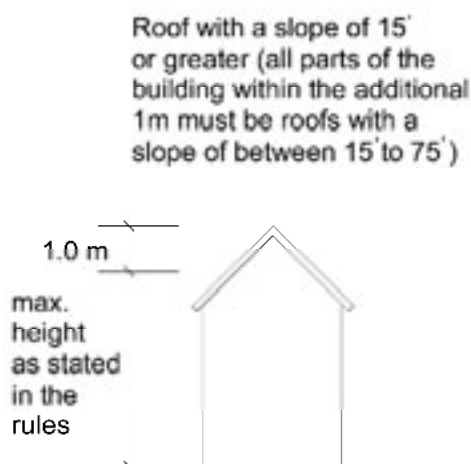 Roof with a slope of 15'
or greater (all parts of the
building within the additional
1m must be roofs with a
slope of between 15'to 75')
1.0 m
max.
height
as stated
in the
rules